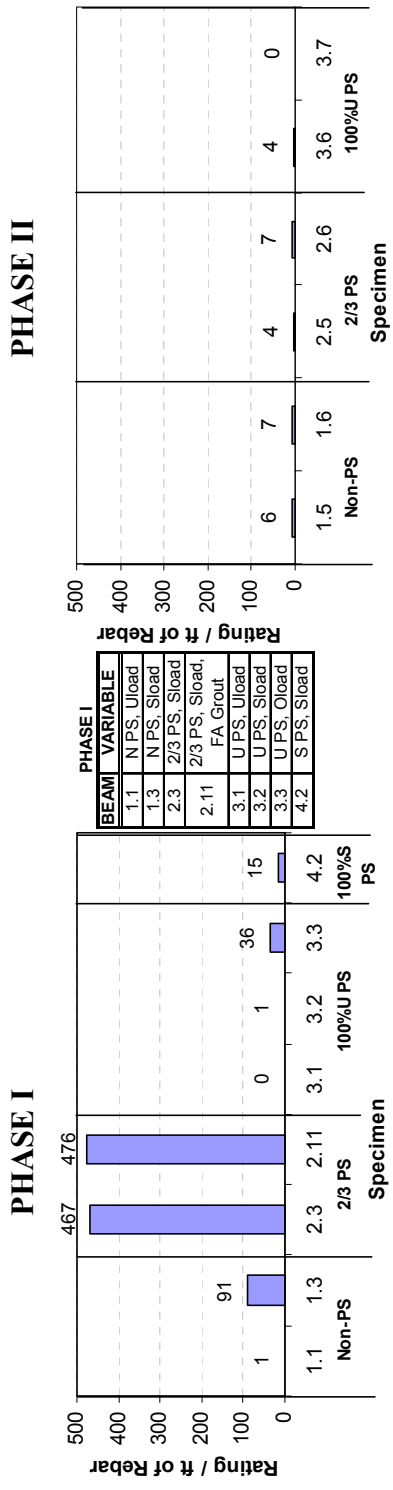 PHASE I
Rating / ft of Rebar
500
400
300
200
100
0
1
91
467
476
0
1
36
15
1.1 1.3 2.3 2.11 3.1 3.2 3.3 4.2
Non-PS 2/3 PS 100%U PS 100%S
PS
Specimen
PHASE I
BEAM VARIABLE
1.1 N PS, Uload
1.3 N PS, Sload
2.3 2/3 PS, Sload
2.11 2/3 PS, Sload,
FA Grout
3.1 U PS, Uload
3.2 U PS, Sload
3.3 U PS, Oload
4.2 S PS, Sload
PHASE II
Rating / ft of Rebar
500
400
300
200
100
0
6
7
4
7
4
0
1.5 1.6 2.5 2.6 3.6 3.7
Non-PS 2/3 PS 100%U PS
Specimen